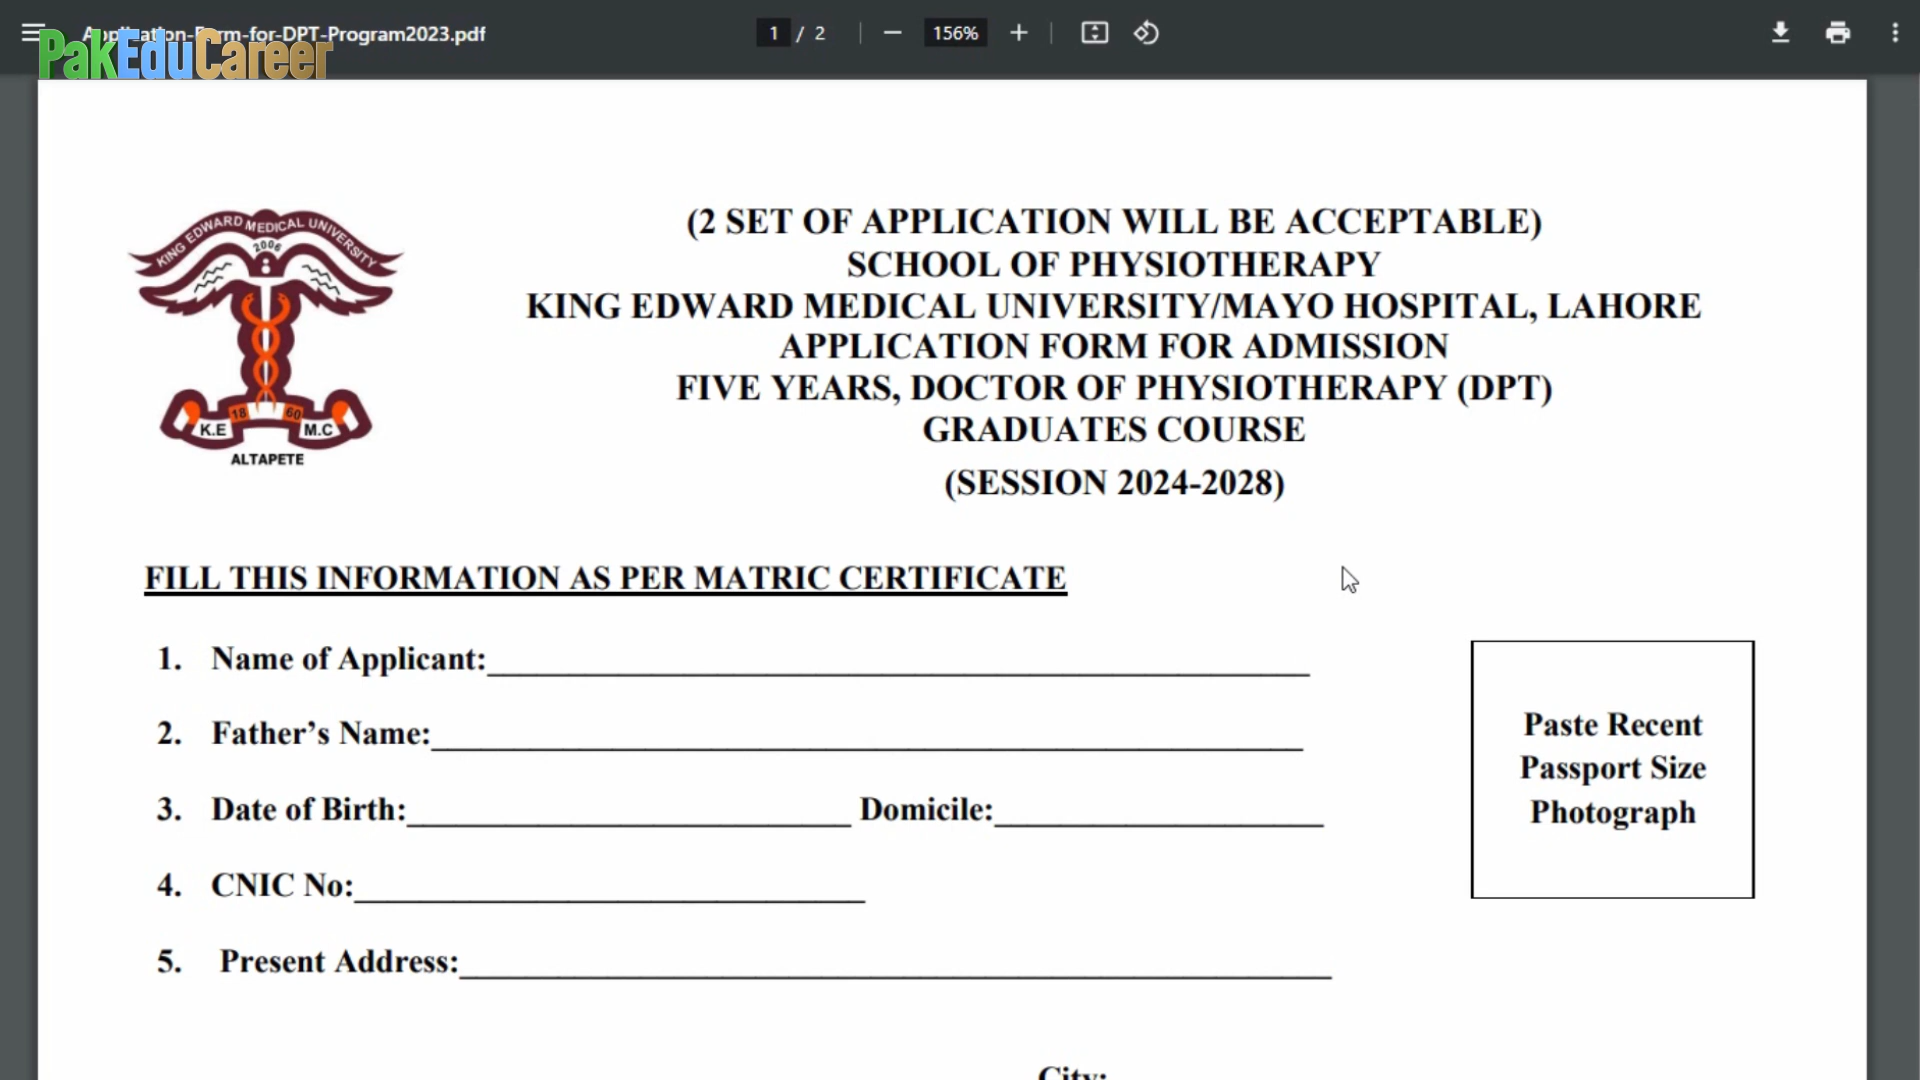 Application-Form-for-DPT-Program2023.pdf
1 / 2
156%
PakEduCareer
KING EDWARD MEDICAL UNIVERSITY
2006
18 60
K.E M.C
ALTAPETE
(2 SET OF APPLICATION WILL BE ACCEPTABLE)
SCHOOL OF PHYSIOTHERAPY
KING EDWARD MEDICAL UNIVERSITY/MAYO HOSPITAL, LAHORE
APPLICATION FORM FOR ADMISSION
FIVE YEARS, DOCTOR OF PHYSIOTHERAPY (DPT)
GRADUATES COURSE
(SESSION 2024-2028)
FILL THIS INFORMATION AS PER MATRIC CERTIFICATE
1. Name of Applicant:
2. Father’s Name:
3. Date of Birth: Domicile:
4. CNIC No:
5. Present Address:
Paste Recent
Passport Size
Photograph
City: